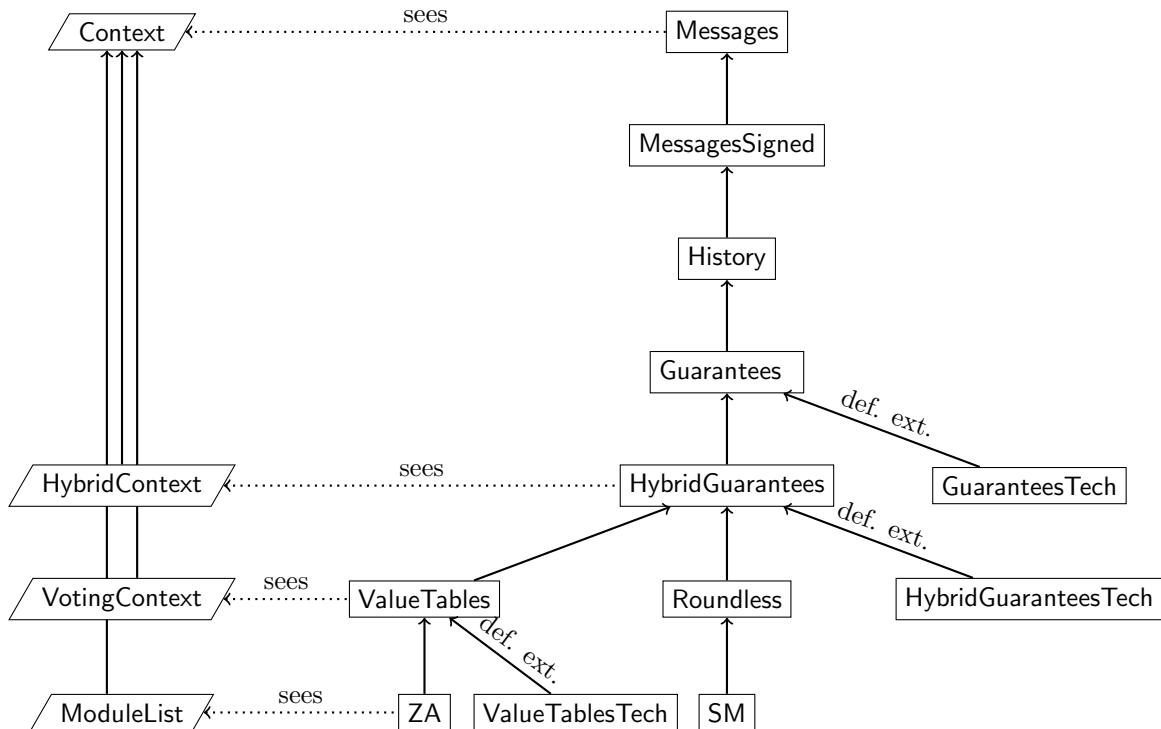 sees
Context
Messages
MessagesSigned
History
Guarantees
def. ext.
sees
HybridContext
HybridGuarantees
GuaranteesTech
def. ext.
sees
VotingContext
ValueTables
Roundless
HybridGuaranteesTech
def. ext.
sees
ModuleList
ZA
ValueTablesTech
SM